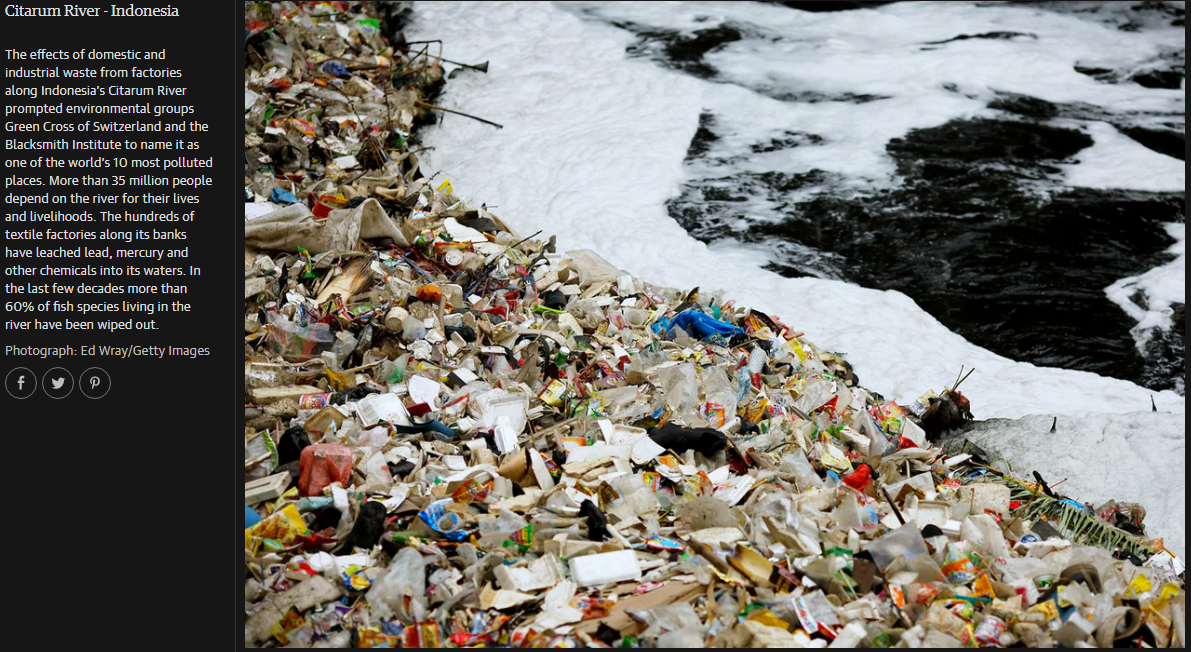 Citarum River - Indonesia
The effects of domestic and
industrial waste from factories
along Indonesia's Citarum River
prompted environmental groups
Green Cross of Switzerland and the
Blacksmith Institute to name it as
one of the world's 10 most polluted
places. More than 35 million people
depend on the river for their lives
and livelihoods. The hundreds of
textile factories along its banks
have leached lead, mercury and
other chemicals into its waters. In
the last few decades more than
60% of fish species living in the
river have been wiped out.
Photograph: Ed Wray/Getty Images